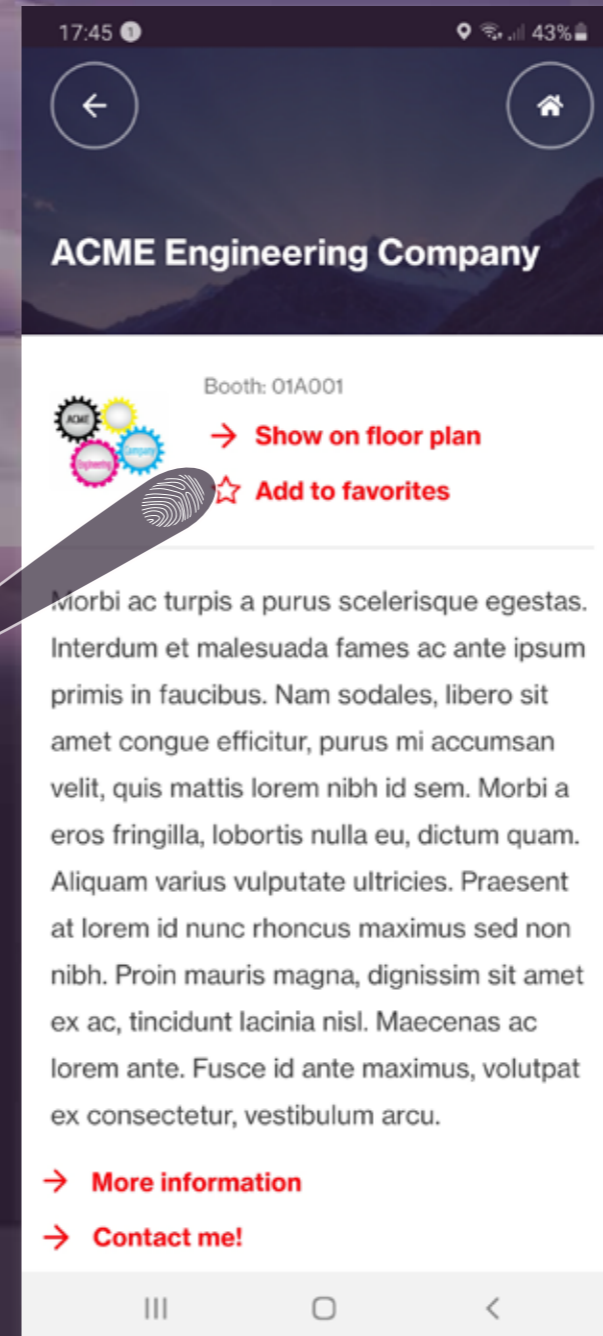 17:45 1
43%
ACME Engineering Company
Booth: 01A001
ACME
Company
Engineering
Show on floor plan
Add to favorites
Morbi ac turpis a purus scelerisque egestas.
Interdum et malesuada fames ac ante ipsum
primis in faucibus. Nam sodales, libero sit
amet congue efficitur, purus mi accumsan
velit, quis mattis lorem nibh id sem. Morbi a
eros fringilla, lobortis nulla eu, dictum quam.
Aliquam varius vulputate ultricies. Praesent
at lorem id nunc rhoncus maximus sed non
nibh. Proin mauris magna, dignissim sit amet
ex ac, tincidunt lacinia nisl. Maecenas ac
lorem ante. Fusce id ante maximus, volutpat
ex consectetur, vestibulum arcu.
More information
Contact me!